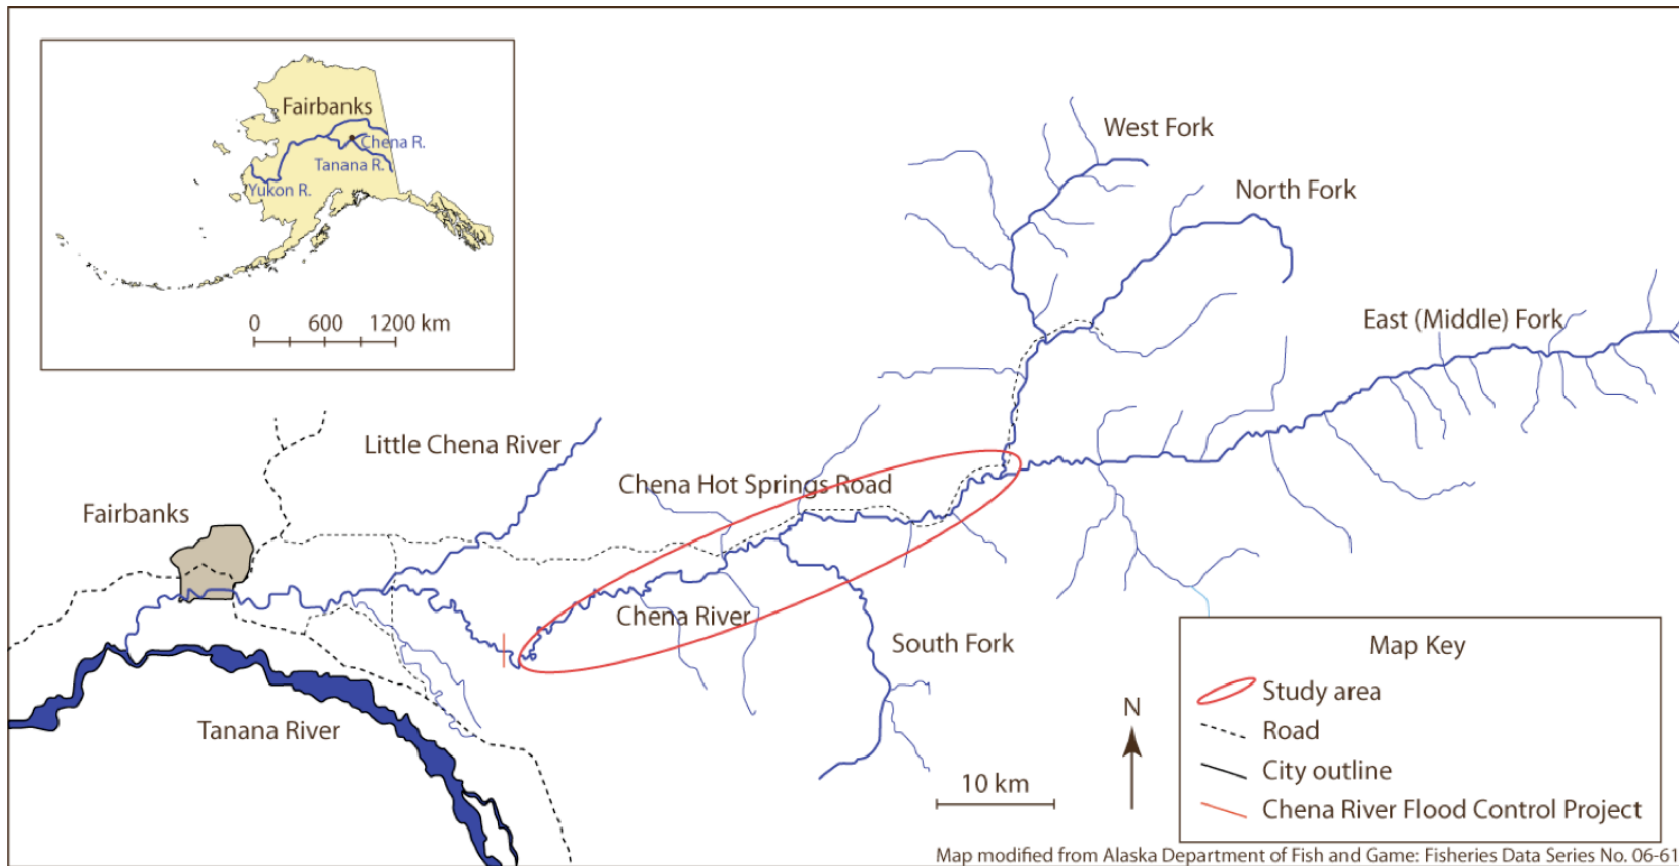 Fairbanks
Chena R.
Tanana R.
Yukon R.
0 600 1200 km
West Fork
North Fork
East (Middle) Fork
Little Chena River
Chena Hot Springs Road
Fairbanks
Chena River
South Fork
Tanana River
10 km
N
Map Key
Study area
Road
City outline
Chena River Flood Control Project
Map modified from Alaska Department of Fish and Game: Fisheries Data Series No. 06-61